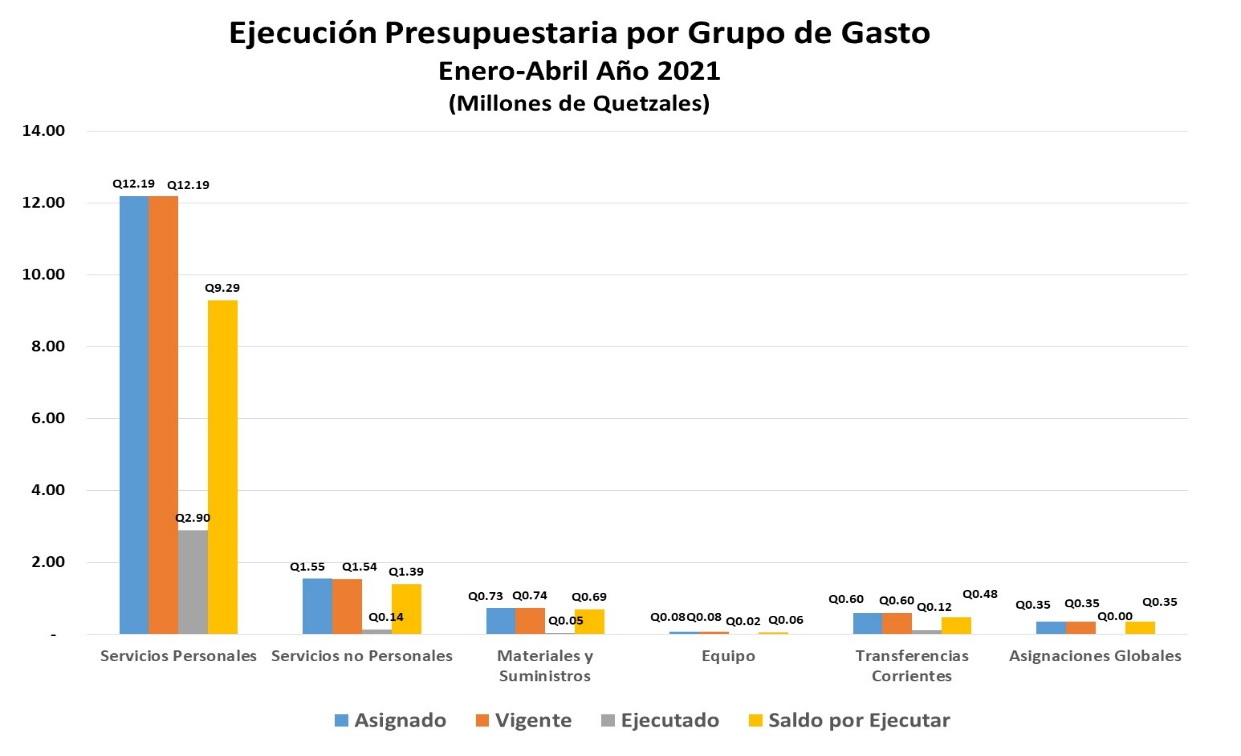 Ejecución Presupuestaria por Grupo de Gasto
Enero-Abril Año 2021
(Millones de Quetzales)
14.00
12.00
10.00
8.00
6.00
4.00
2.00
-
Q12.19 Q12.19 Q2.90 Q9.29
Q1.55 Q1.54 Q0.14 Q1.39
Q0.73 Q0.74 Q0.05 Q0.69
Q0.08 Q0.08 Q0.02 Q0.06
Q0.60 Q0.60 Q0.12 Q0.48
Q0.35 Q0.35 Q0.00 Q0.35
Servicios Personales
Servicios no Personales
Materiales y
Suministros
Equipo
Transferencias
Corrientes
Asignaciones Globales
Asignado Vigente Ejecutado Saldo por Ejecutar